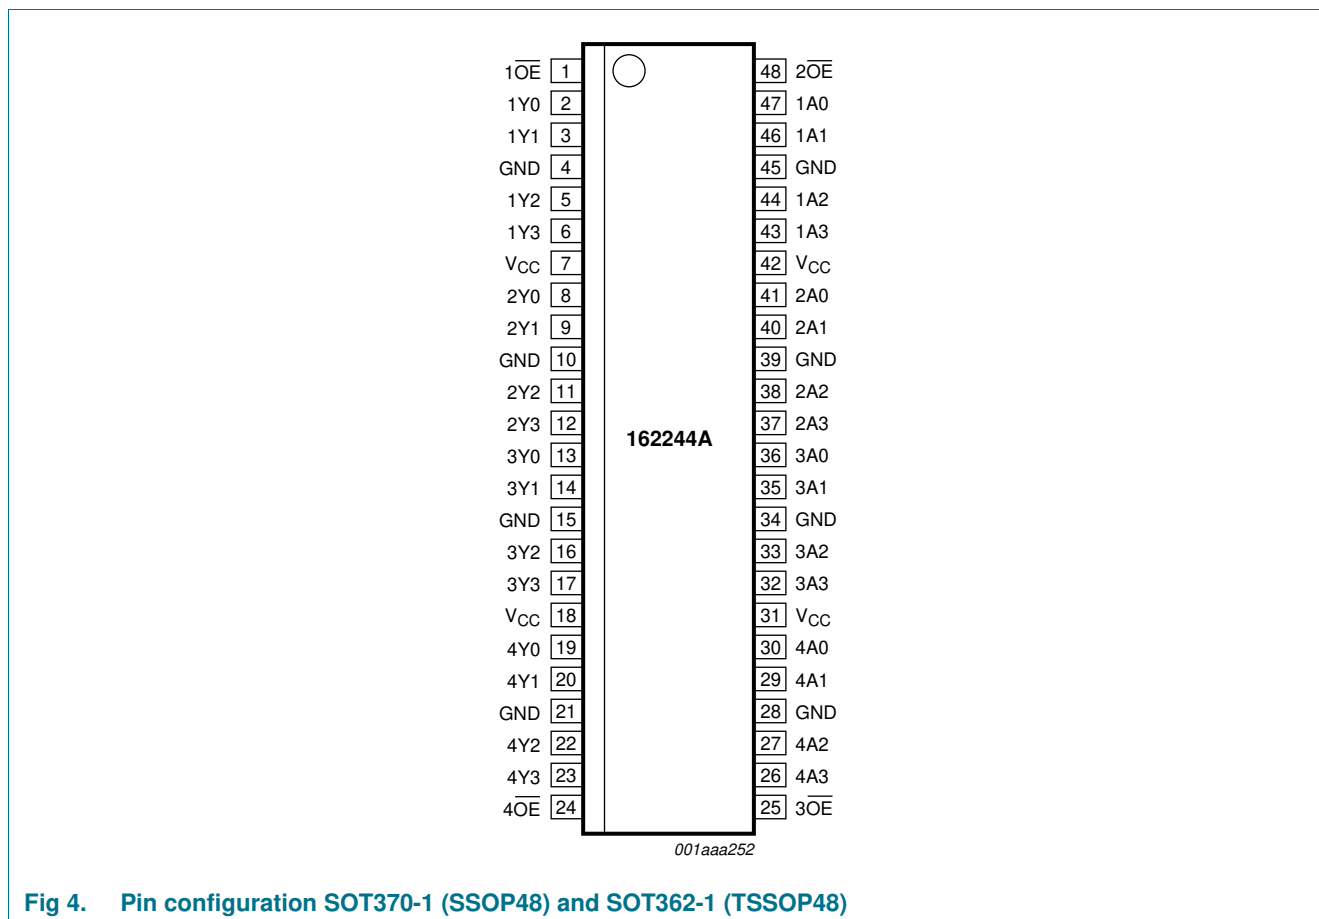 1O̅E̅ 1 48 2O̅E̅
1Y0 2 47 1A0
1Y1 3 46 1A1
GND 4 45 GND
1Y2 5 44 1A2
1Y3 6 43 1A3
VCC 7 42 VCC
2Y0 8 41 2A0
2Y1 9 40 2A1
GND 10 39 GND
2Y2 11 38 2A2
2Y3 12 37 2A3
162244A
3Y0 13 36 3A0
3Y1 14 35 3A1
GND 15 34 GND
3Y2 16 33 3A2
3Y3 17 32 3A3
VCC 18 31 VCC
4Y0 19 30 4A0
4Y1 20 29 4A1
GND 21 28 GND
4Y2 22 27 4A2
4Y3 23 26 4A3
4O̅E̅ 24 25 3O̅E̅
001aaa252
Fig 4. Pin configuration SOT370-1 (SSOP48) and SOT362-1 (TSSOP48)